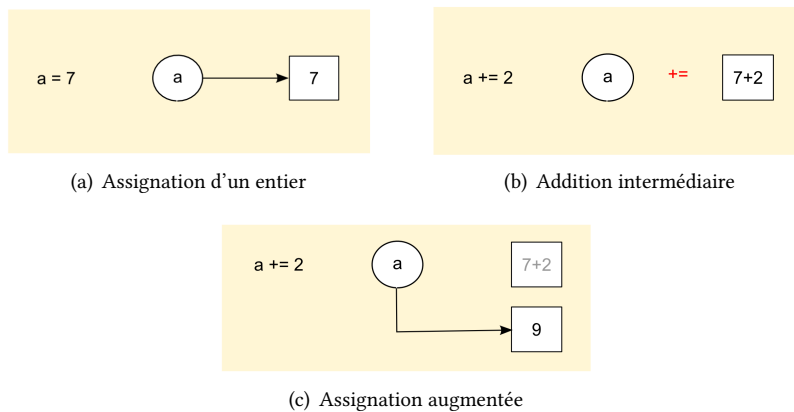 a = 7
a
7
(a) Assignation d'un entier
a += 2
a
+=
7+2
(b) Addition intermédiaire
a += 2
a
7+2
9
(c) Assignation augmentée